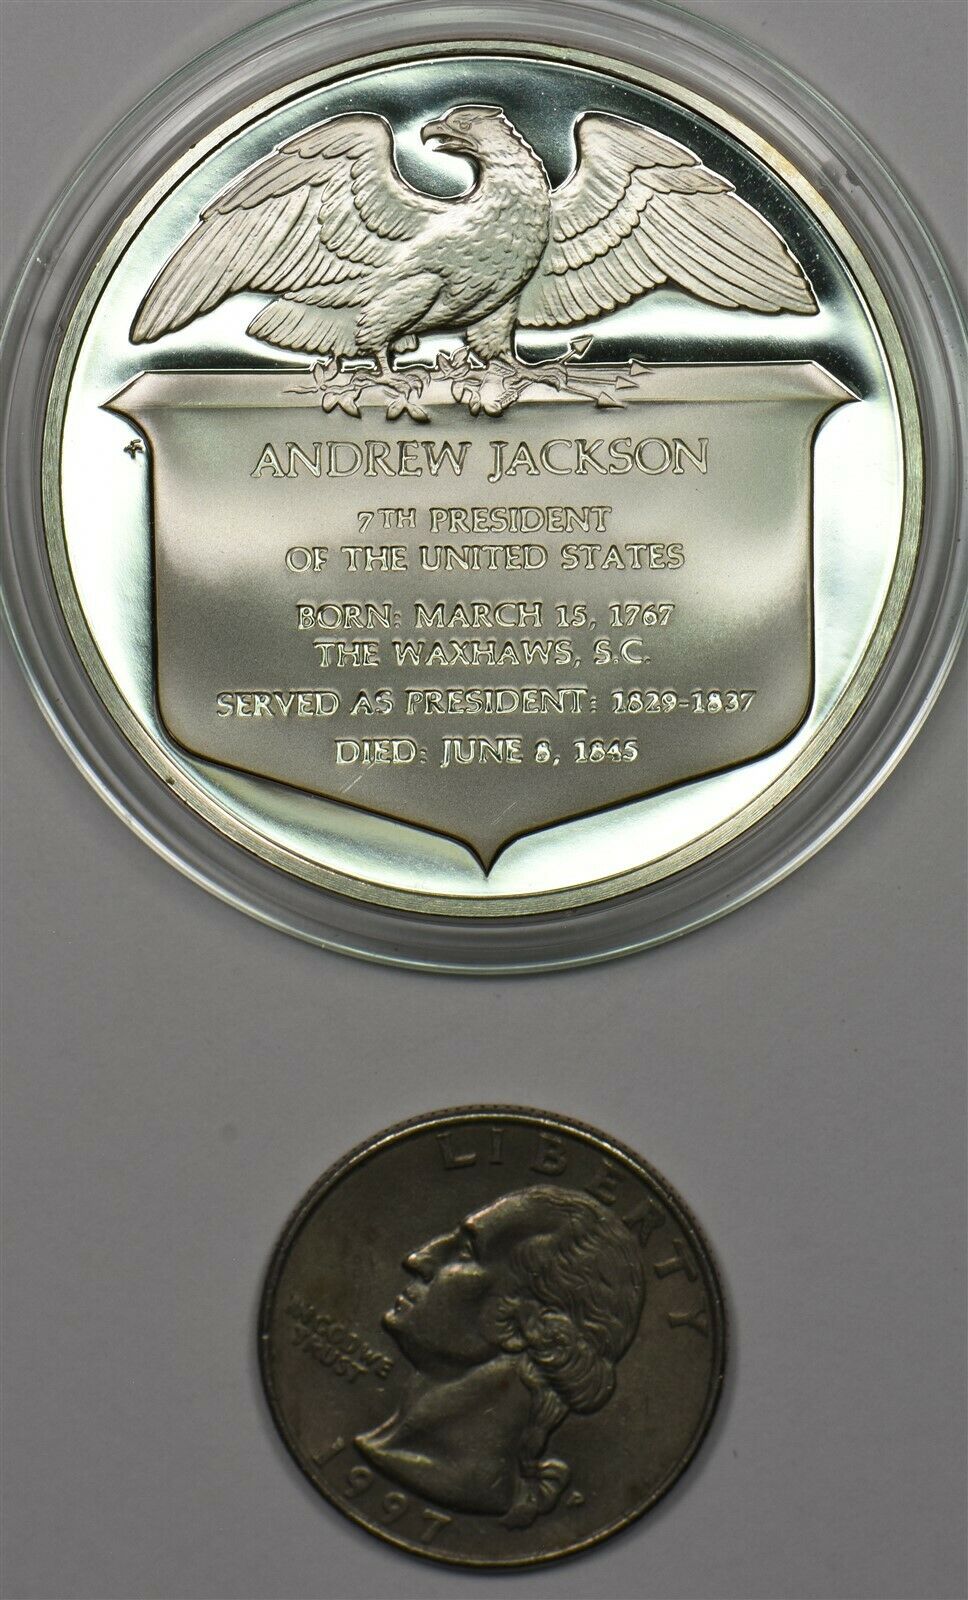 ANDREW JACKSON
7TH PRESIDENT
OF THE UNITED STATES
BORN: MARCH 15, 1767
THE WAXHAWS, S.C.
SERVED AS PRESIDENT: 1829-1837
DIED: JUNE 8, 1845
LIBERTY
IN GOD WE
TRUST
P
1997